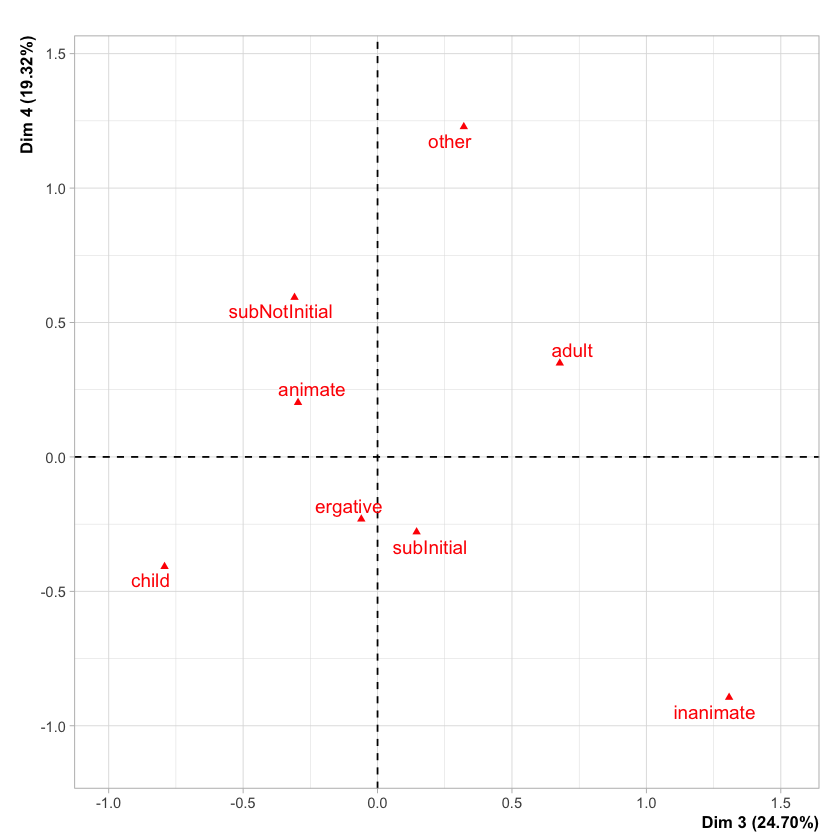 Dim 4 (19.32%)
1.5
1.0
0.5
0.0
-0.5
-1.0
other
subNotInitial
adult
animate
ergative
subInitial
child
inanimate
-1.0
-0.5
0.0
0.5
1.0
1.5
Dim 3 (24.70%)